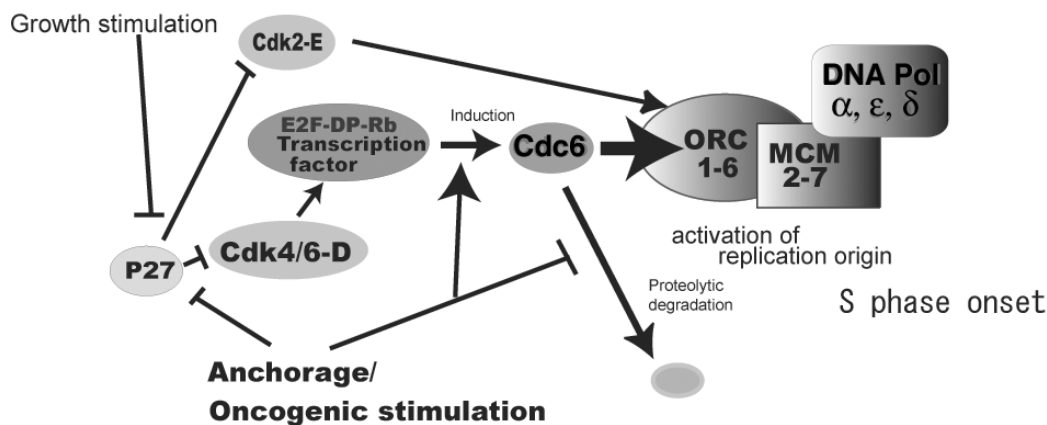 Growth stimulation
Cdk2-E
DNA Pol
α, ε, δ
E2F-DP-Rb
Transcription
factor
Induction
Cdc6
ORC
1-6
MCM
2-7
P27
Cdk4/6-D
activation of
replication origin
Proteolytic
degradation
S phase onset
Anchorage/
Oncogenic stimulation